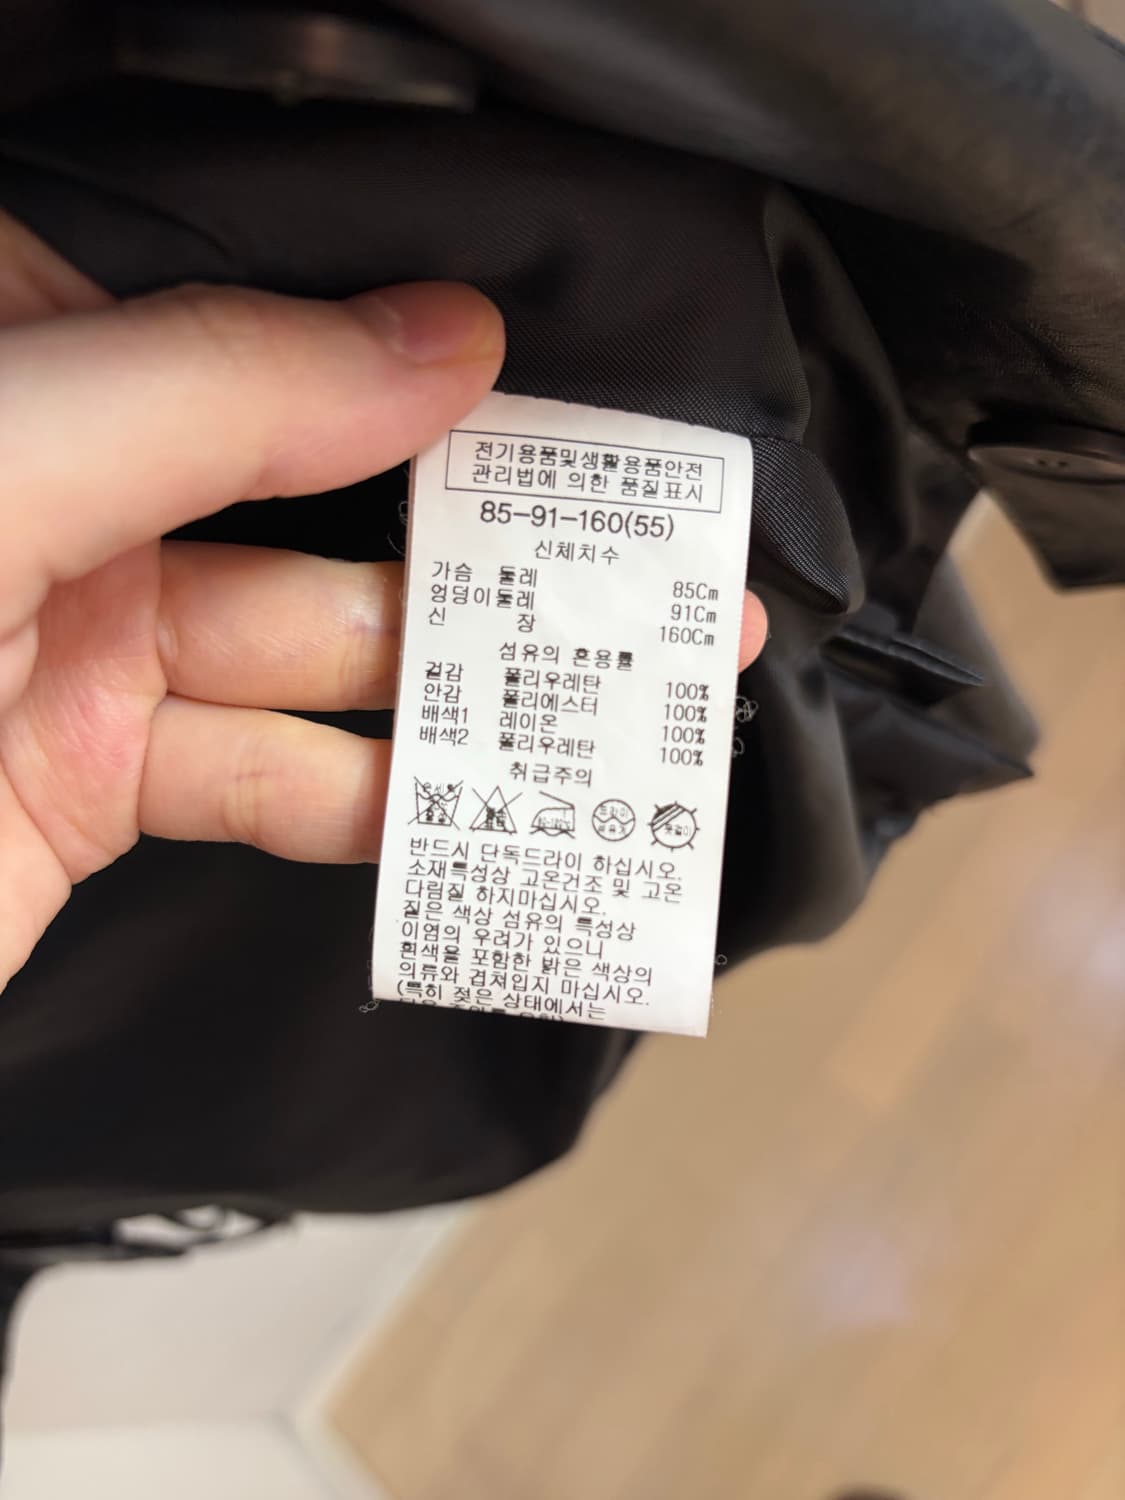 전기용품및생활용품안전
관리법에 의한 품질표시
85-91-160(55)
신체치수
가슴 둘레 85Cm
엉덩이둘레 91Cm
신 장 160Cm
섬유의 혼용률
겉감 폴리우레탄 100%
안감 폴리에스터 100%
배색1 레이온 100%
배색2 폴리우레탄 100%
취급주의
드라이 옷걸이
반드시 단독드라이 하십시오.
소재특성상 고온건조 및 고온
다림질 하지마십시오.
짙은 색상 섬유의 특성상
이염의 우려가 있으니
흰색을 포함한 밝은 색상의
의류와 겹쳐입지 마십시오.
(특히 젖은 상태에서는